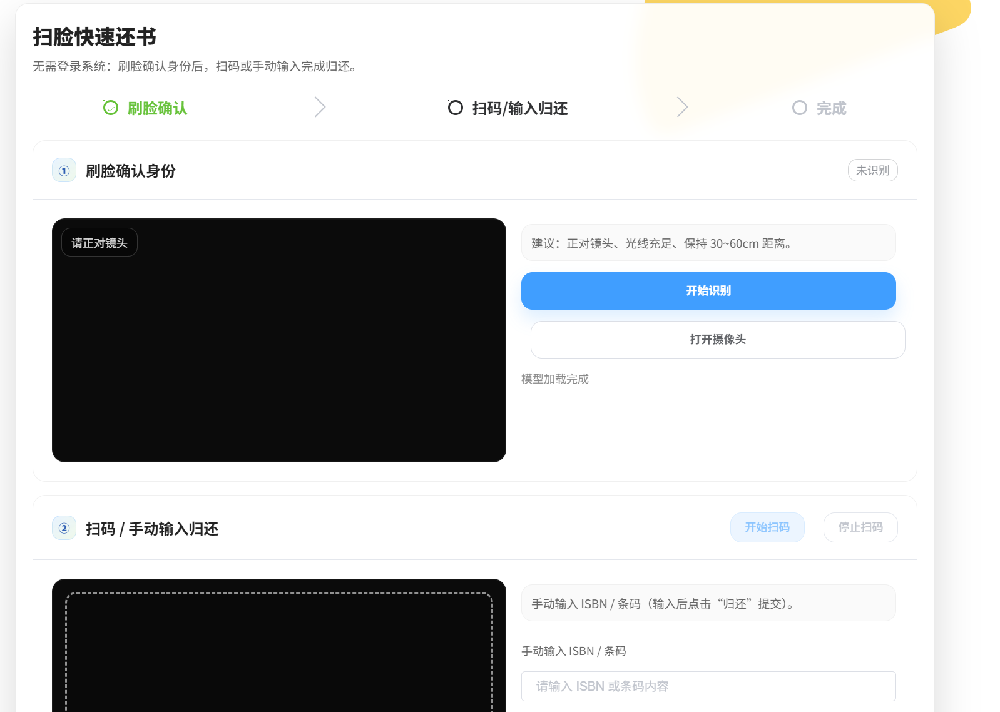 扫脸快速还书
无需登录系统：刷脸确认身份后，扫码或手动输入完成归还。
刷脸确认
扫码/输入归还
完成
① 刷脸确认身份
未识别
请正对镜头
建议：正对镜头、光线充足、保持 30~60cm 距离。
开始识别
打开摄像头
模型加载完成
② 扫码 / 手动输入归还
开始扫码
停止扫码
手动输入 ISBN / 条码（输入后点击“归还”提交）。
手动输入 ISBN / 条码
请输入 ISBN 或条码内容